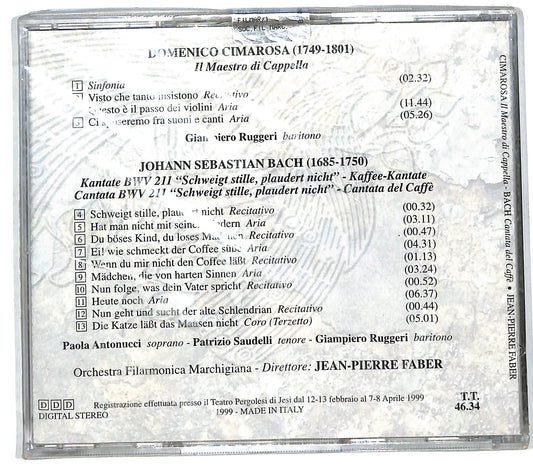 FILMARX
SOC. FIL. MARC.
DOMENICO CIMAROSA (1749-1801)
Il Maestro di Cappella
1 Sinfonia (02.32)
2 Visto che tanto insistono Recitativo
è il passo dei violini Aria (11.44)
3 Ci fra suoni e canti Aria (05.26)
Gianpiero Ruggeri baritono
JOHANN SEBASTIAN BACH (1685-1750)
Kantate BWV 211 “Schweigt stille, plaudert nicht” - Kaffee-Kantate
Cantata BWV 211 “Schweigt stille, plaudert nicht” - Cantata del Caffè
4 Schweigt stille, plaudert nicht Recitativo (00.32)
5 Hat man nicht mit seinen Kindern Aria (03.11)
6 Du böses Kind, du loses Mädchen Recitativo (00.47)
7 Ei! wie schmeckt der Coffee süße Aria (04.31)
8 Wenn du mir nicht den Coffee läßt Recitativo (01.13)
9 Mädchen, die von harten Sinnen Aria (03.24)
10 Nun folge, was dein Vater spricht Recitativo (00.52)
11 Heute noch Aria (06.37)
12 Nun geht und sucht der alte Schlendrian Recitativo (00.44)
13 Die Katze läßt das Mausen nicht Coro (Terzetto) (05.01)
Paola Antonucci soprano - Patrizio Saudelli tenore - Giampiero Ruggeri baritono
Orchestra Filarmonica Marchigiana - Direttore: JEAN-PIERRE FABER
DDD
DIGITAL STEREO
Registrazione effettuata presso il Teatro Pergolesi di Jesi dal 12-13 febbraio al 7-8 Aprile 1999
1999 - MADE IN ITALY
T.T.
46.34
CIMAROSA Il Maestro di Cappella - BACH Cantata del Caffè • JEAN-PIERRE FABER